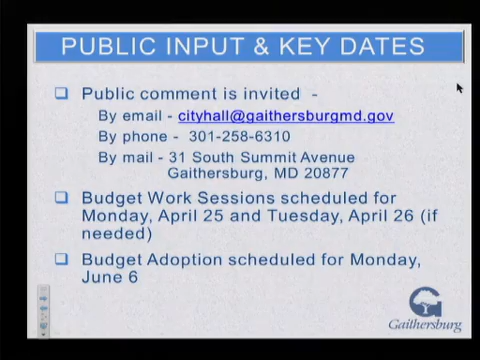 PUBLIC INPUT & KEY DATES
Public comment is invited -
By email - cityhall@gaithersburgmd.gov
By phone - 301-258-6310
By mail - 31 South Summit Avenue
Gaithersburg, MD 20877
Budget Work Sessions scheduled for
Monday, April 25 and Tuesday, April 26 (if
needed)
Budget Adoption scheduled for Monday,
June 6
Gaithersburg